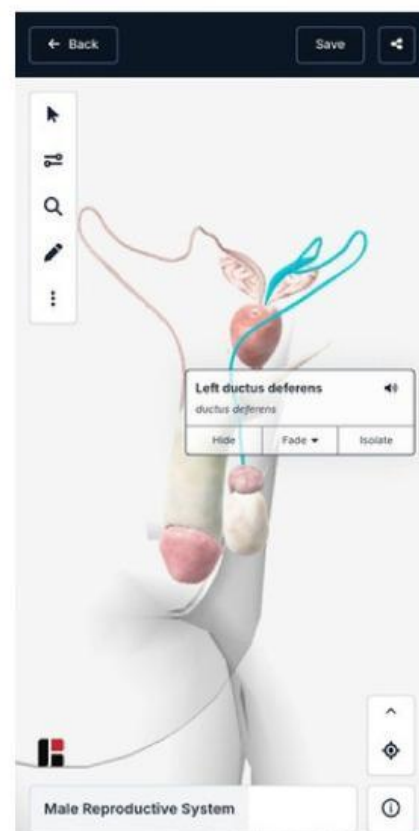 Back
Save
Left ductus deferens
ductus deferens
Hide
Fade
Isolate
Male Reproductive System